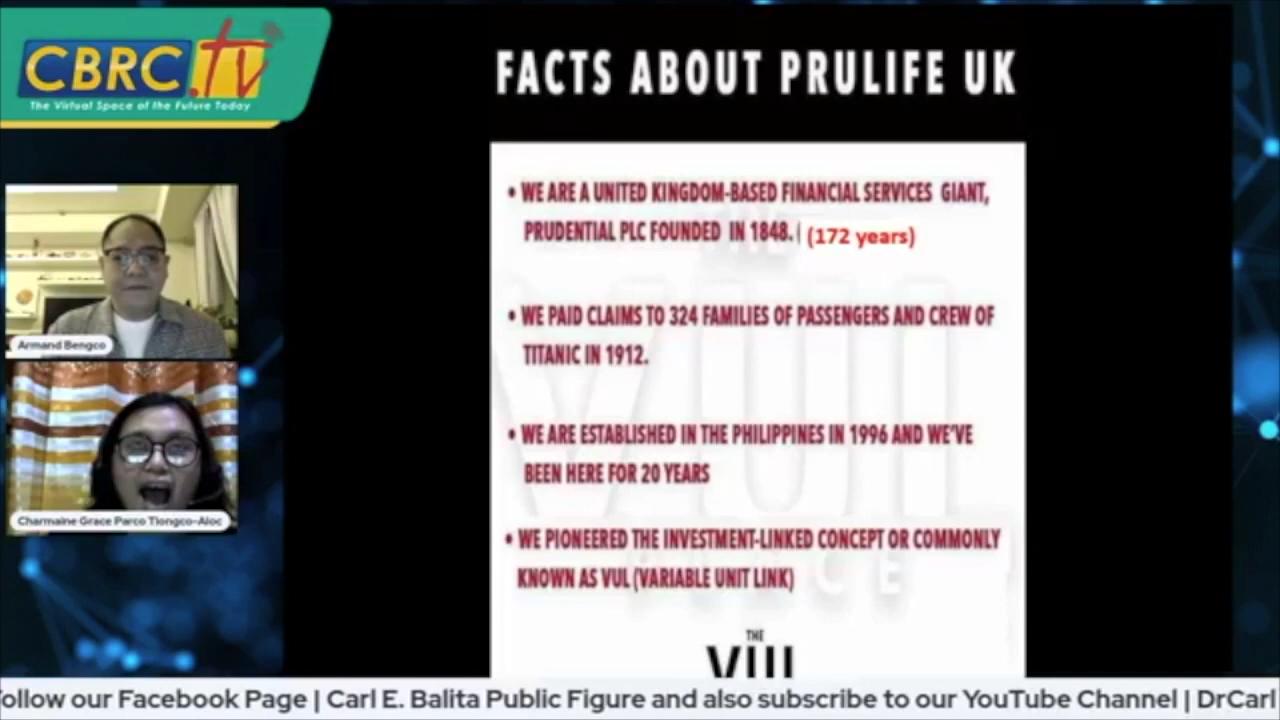 CBRC.tv
The Virtual Space of the Future Today
FACTS ABOUT PRULIFE UK
• WE ARE A UNITED KINGDOM-BASED FINANCIAL SERVICES GIANT,
PRUDENTIAL PLC FOUNDED IN 1848. (172 years)
• WE PAID CLAIMS TO 324 FAMILIES OF PASSENGERS AND CREW OF
TITANIC IN 1912.
• WE ARE ESTABLISHED IN THE PHILIPPINES IN 1996 AND WE'VE
BEEN HERE FOR 20 YEARS
• WE PIONEERED THE INVESTMENT-LINKED CONCEPT OR COMMONLY
KNOWN AS VUL (VARIABLE UNIT LINK)
THE
VIII
Armand Bengco
Charmaine Grace Parco Tiongco-Aloc
ollow our Facebook Page | Carl E. Balita Public Figure and also subscribe to our YouTube Channel | DrCarl